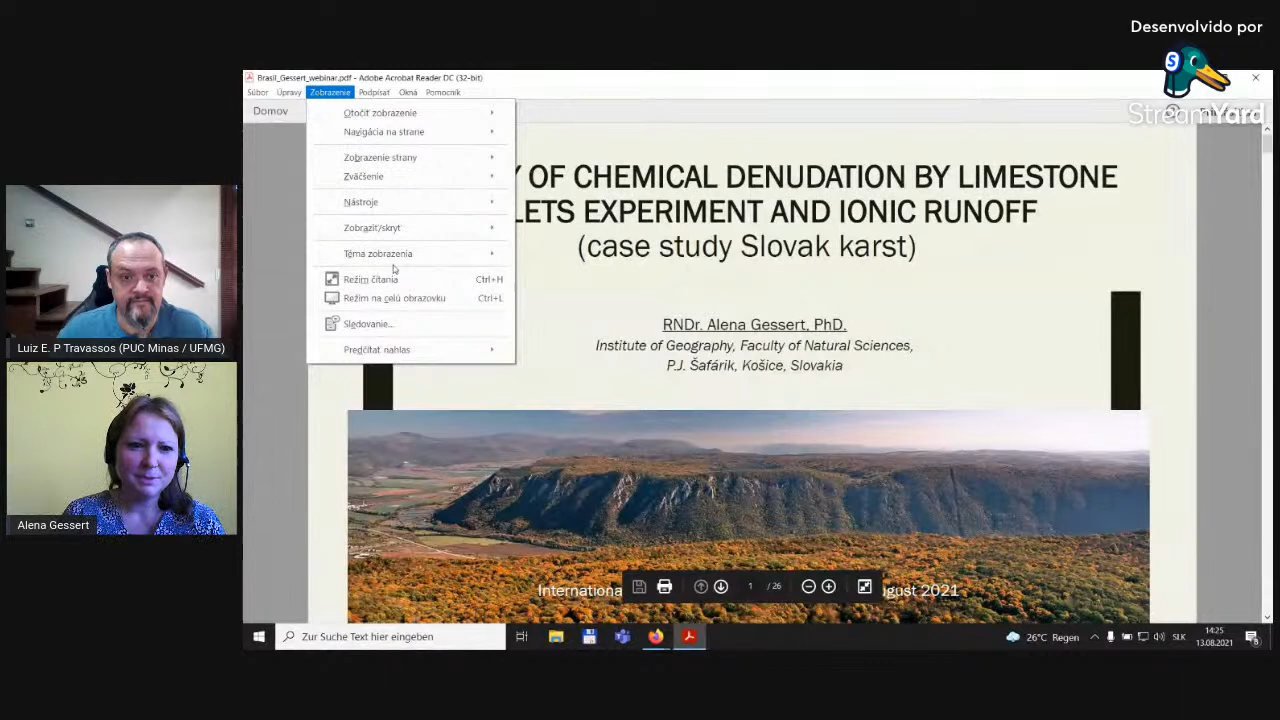 Desenvolvido por
StreamYard
Brasil_Gessert_webinar.pdf - Adobe Acrobat Reader DC (32-bit)
Súbor Úpravy Zobrazenie Podpísať Okná Pomocník
Domov
Otočiť zobrazenie
Navigácia na strane
Zobrazenie strany
Zväčšenie
Nástroje
Zobraziť/skryť
Téma zobrazenia
Režim čítania Ctrl+H
Režim na celú obrazovku Ctrl+L
Sledovanie...
Predčítať nahlas
Y OF CHEMICAL DENUDATION BY LIMESTONE
LETS EXPERIMENT AND IONIC RUNOFF
(case study Slovak karst)
RNDr. Alena Gessert, PhD.
Institute of Geography, Faculty of Natural Sciences,
P.J. Šafárik, Košice, Slovakia
Internationa
gust 2021
1 / 26
Luiz E. P Travassos (PUC Minas / UFMG)
Alena Gessert
Zur Suche Text hier eingeben
26°C Regen
SLK
14:25
13.08.2021